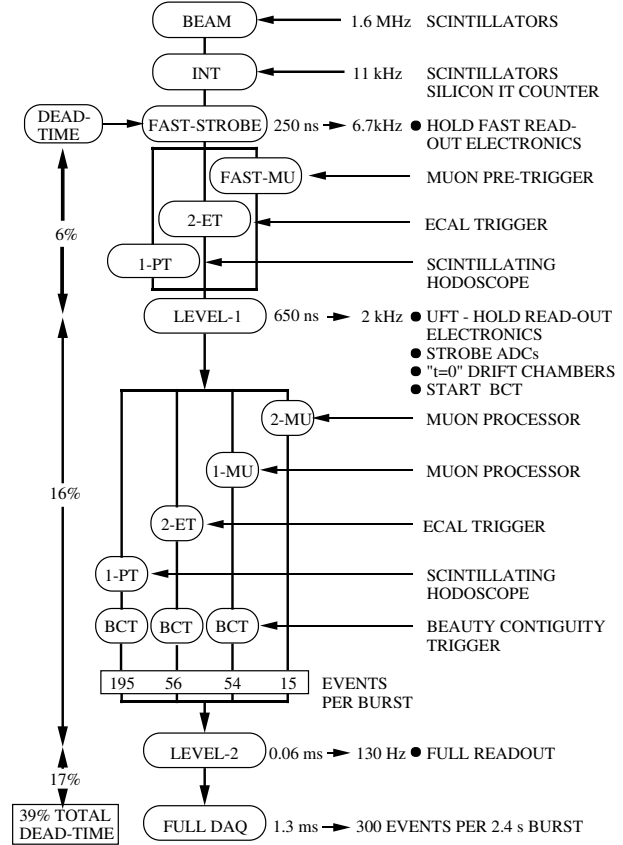 BEAM 1.6 MHz SCINTILLATORS
INT 11 kHz SCINTILLATORS
SILICON IT COUNTER
DEAD-
TIME
FAST-STROBE 250 ns 6.7kHz ● HOLD FAST READ-
OUT ELECTRONICS
FAST-MU MUON PRE-TRIGGER
2-ET ECAL TRIGGER
6%
1-PT SCINTILLATING
HODOSCOPE
LEVEL-1 650 ns 2 kHz ● UFT - HOLD READ-OUT
ELECTRONICS
● STROBE ADCs
● "t=0" DRIFT CHAMBERS
● START BCT
2-MU MUON PROCESSOR
1-MU MUON PROCESSOR
16%
2-ET ECAL TRIGGER
1-PT SCINTILLATING
HODOSCOPE
BCT BCT BCT BEAUTY CONTIGUITY
TRIGGER
195 56 54 15 EVENTS
PER BURST
LEVEL-2 0.06 ms 130 Hz ● FULL READOUT
17%
39% TOTAL
DEAD-TIME
FULL DAQ 1.3 ms 300 EVENTS PER 2.4 s BURST